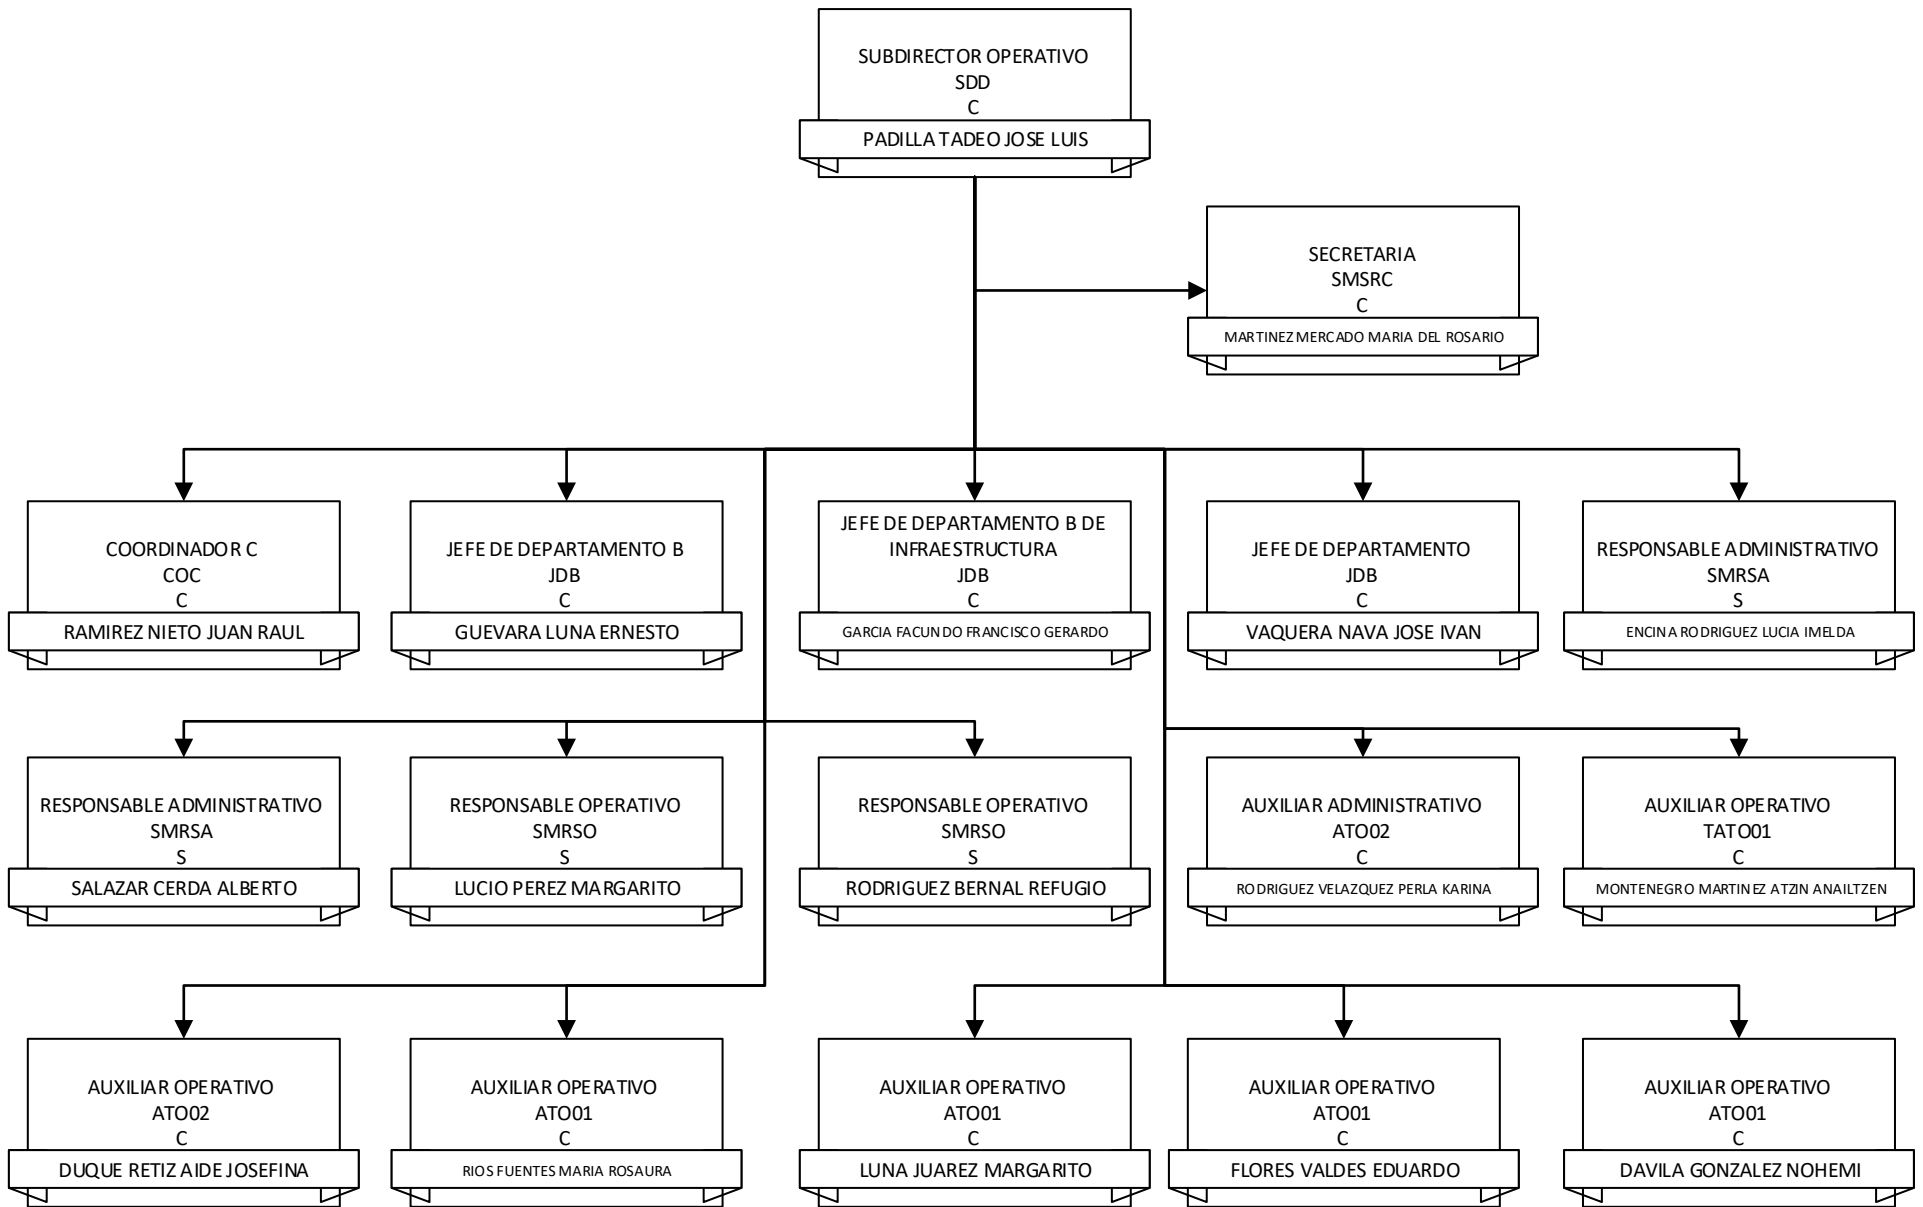 SUBDIRECTOR OPERATIVO
SDD
C
PADILLA TADEO JOSE LUIS
SECRETARIA
SMSRC
C
MARTINEZ MERCADO MARIA DEL ROSARIO
COORDINADOR C
COC
C
RAMIREZ NIETO JUAN RAUL
JEFE DE DEPARTAMENTO B
JDB
C
GUEVARA LUNA ERNESTO
JEFE DE DEPARTAMENTO B DE
INFRAESTRUCTURA
JDB
C
GARCIA FACUNDO FRANCISCO GERARDO
JEFE DE DEPARTAMENTO
JDB
C
VAQUERA NAVA JOSE IVAN
RESPONSABLE ADMINISTRATIVO
SMRSA
S
ENCINA RODRIGUEZ LUCIA IMELDA
RESPONSABLE ADMINISTRATIVO
SMRSA
S
SALAZAR CERDA ALBERTO
RESPONSABLE OPERATIVO
SMRSO
S
LUCIO PEREZ MARGARITO
RESPONSABLE OPERATIVO
SMRSO
S
RODRIGUEZ BERNAL REFUGIO
AUXILIAR ADMINISTRATIVO
ATO02
C
RODRIGUEZ VELAZQUEZ PERLA KARINA
AUXILIAR OPERATIVO
TATO01
C
MONTENEGRO MARTINEZ ATZIN ANAILTZEN
AUXILIAR OPERATIVO
ATO02
C
DUQUE RETIZ AIDE JOSEFINA
AUXILIAR OPERATIVO
ATO01
C
RIOS FUENTES MARIA ROSAURA
AUXILIAR OPERATIVO
ATO01
C
LUNA JUAREZ MARGARITO
AUXILIAR OPERATIVO
ATO01
C
FLORES VALDES EDUARDO
AUXILIAR OPERATIVO
ATO01
C
DAVILA GONZALEZ NOHEMI